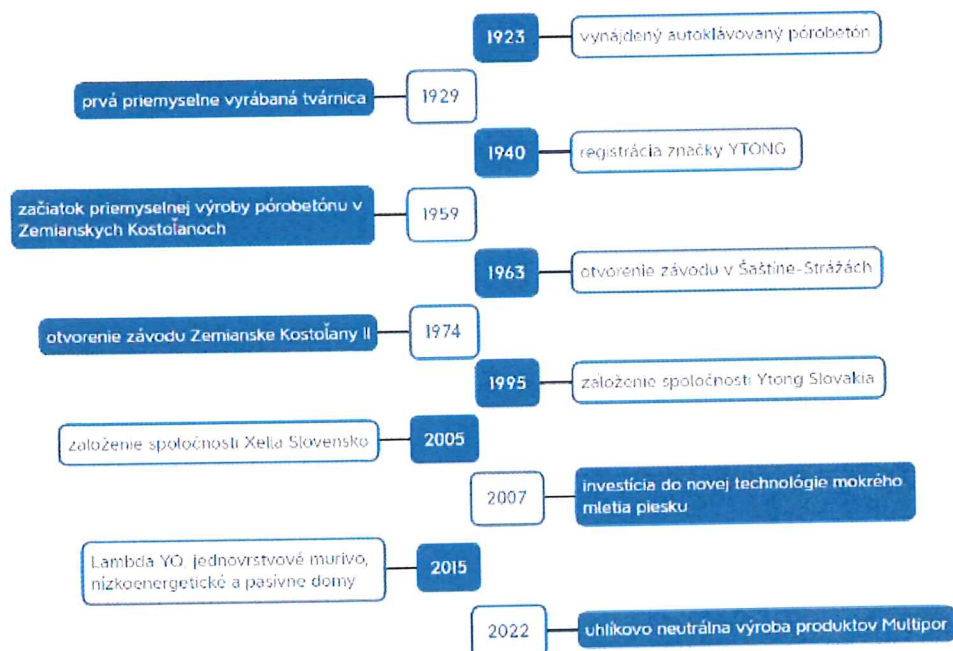 1923
vynájdený autoklávovaný pórobetón
prvá priemyselne vyrábaná tvárnica
1929
1940
registrácia značky YTONG
začiatok priemyselnej výroby pórobetónu v
Zemianskych Kostoľanoch
1959
1963
otvorenie závodu v Šaštíne-Strážách
otvorenie závodu Zemianske Kostoľany II
1974
1995
založenie spoločnosti Ytong Slovakia
založenie spoločnosti Xella Slovensko
2005
2007
investícia do novej technológie mokrého
mletia piesku
Lambda YQ, jednovrstvové murivo,
nízkoenergetické a pasívne domy
2015
2022
uhlíkovo neutrálna výroba produktov Multipor